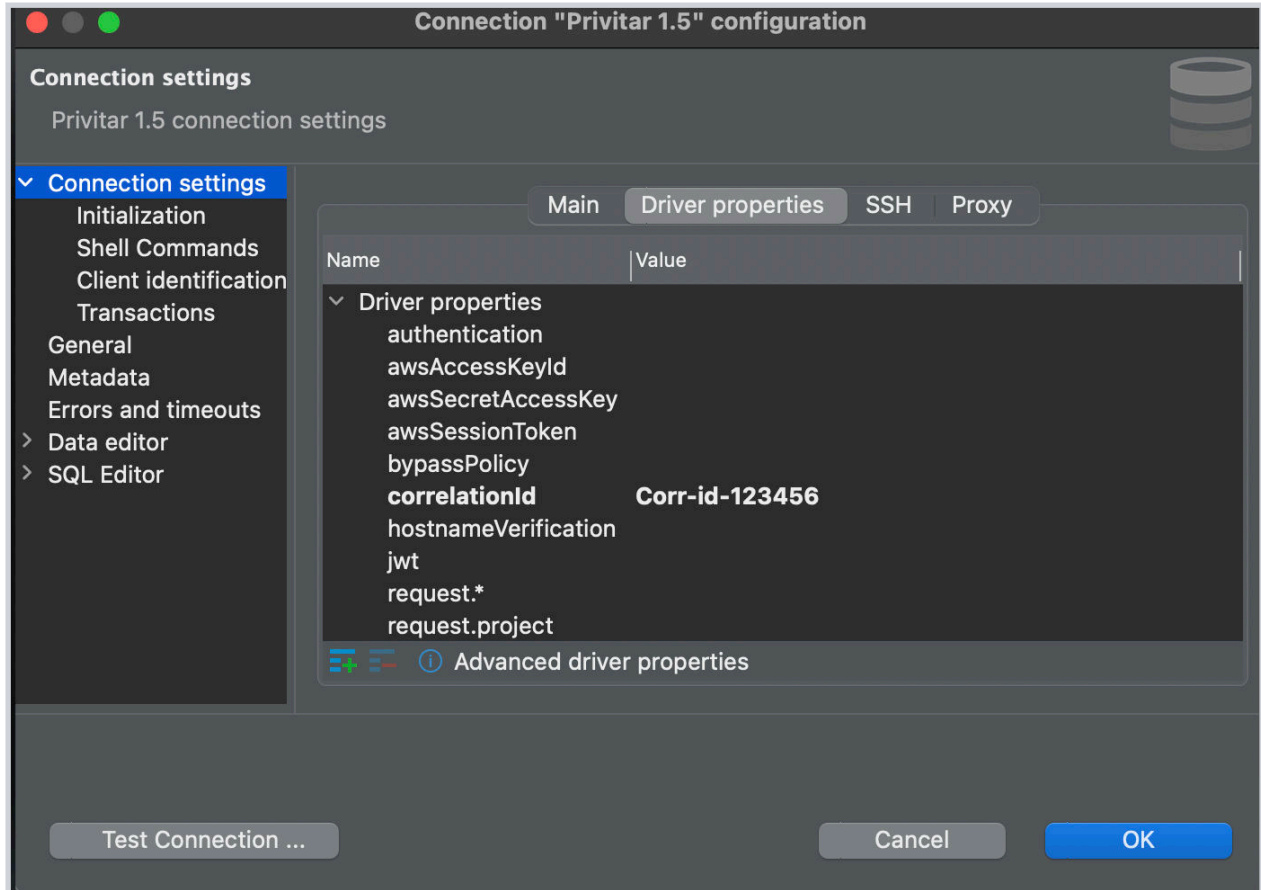 Connection "Privitar 1.5" configuration
Connection settings
Privitar 1.5 connection settings
Connection settings
Initialization
Shell Commands
Client identification
Transactions
General
Metadata
Errors and timeouts
Data editor
SQL Editor
Main Driver properties SSH Proxy
Name Value
Driver properties
authentication
awsAccessKeyId
awsSecretAccessKey
awsSessionToken
bypassPolicy
correlationId Corr-id-123456
hostnameVerification
jwt
request.*
request.project
Advanced driver properties
Test Connection ... Cancel OK